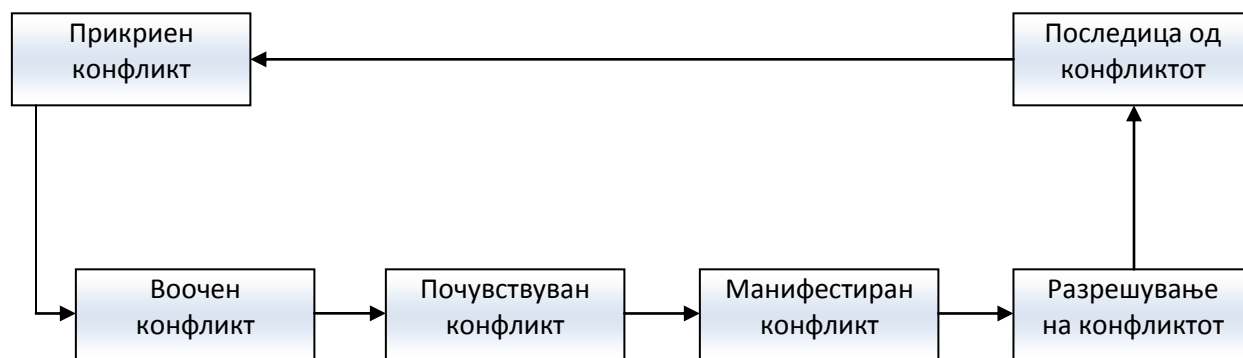 Прикриен
конфликт
Последица од
конфликтот
Воочен
конфликт
Почувствуван
конфликт
Манифестиран
конфликт
Разрешување
на конфликтот